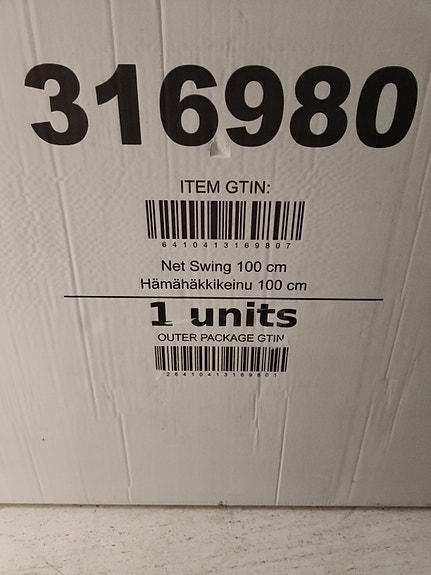 316980
ITEM GTIN:
6410413169807
Net Swing 100 cm
Hämähäkkikeinu 100 cm
1 units
OUTER PACKAGE GTIN
26410413169801